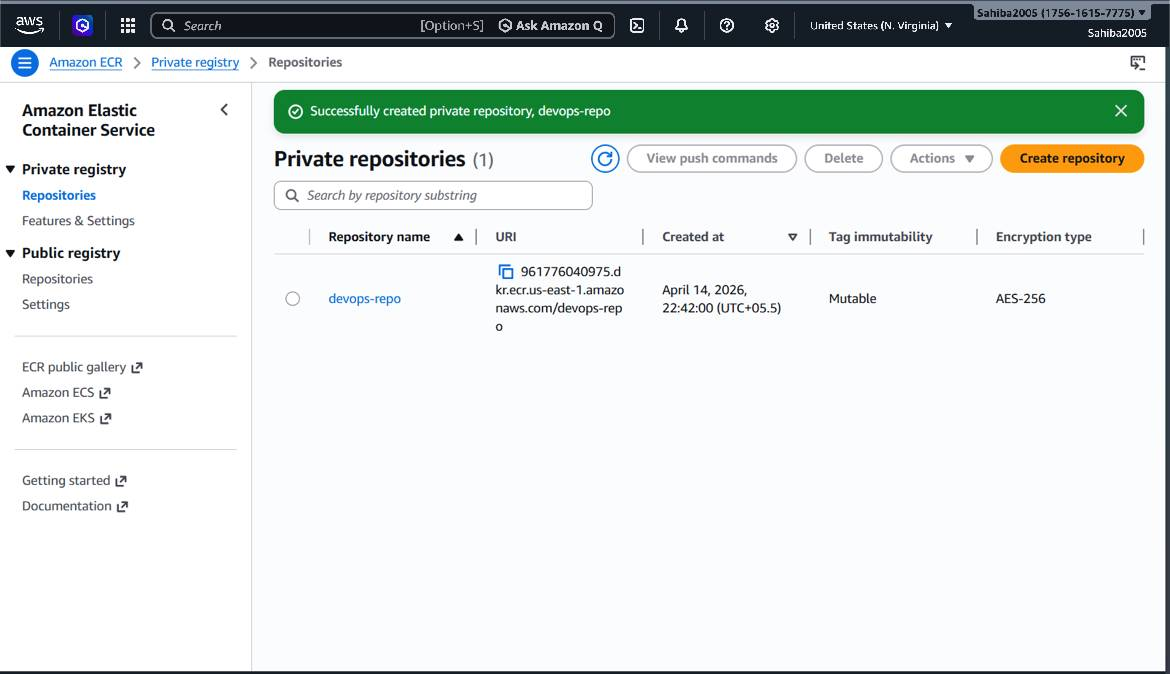 aws
Search [Option+S] Ask Amazon Q United States (N. Virginia) Sahiba2005 (1756-1615-7775)
Sahiba2005
Amazon ECR Private registry Repositories
Amazon Elastic
Container Service
Private registry
Repositories
Features & Settings
Public registry
Repositories
Settings
ECR public gallery
Amazon ECS
Amazon EKS
Getting started
Documentation
Successfully created private repository, devops-repo
Private repositories (1) View push commands Delete Actions Create repository
Search by repository substring
Repository name URI Created at Tag immutability Encryption type
961776040975.d
kr.ecr.us-east-1.amazo
naws.com/devops-rep
o
devops-repo
April 14, 2026,
22:42:00 (UTC+05.5)
Mutable
AES-256